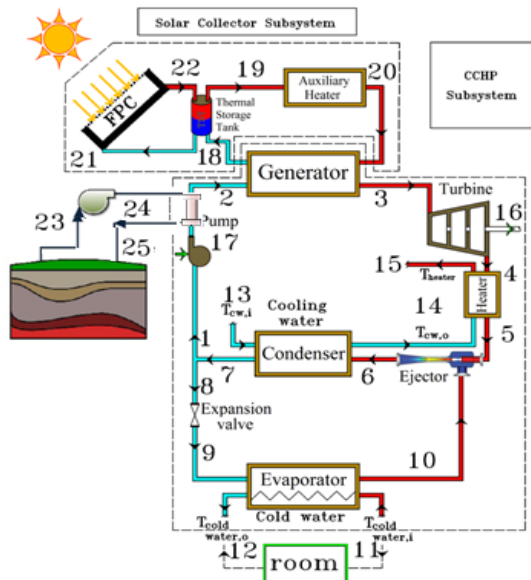 Solar Collector Subsystem
CCHP
Subsystem
22
19
20
FPC
Auxiliary
Heater
Thermal
Storage
Tank
21
18
Generator
2
3
Turbine
24
23
Pump
16
25
17
15
4
Theater
Heater
13
Cooling
water
14
Tcw,i
Tcw,o
5
1
Condenser
7
6
Ejector
8
Expansion
valve
9
10
Evaporator
Cold water
Tcold water,o
Tcold water,i
12
11
room